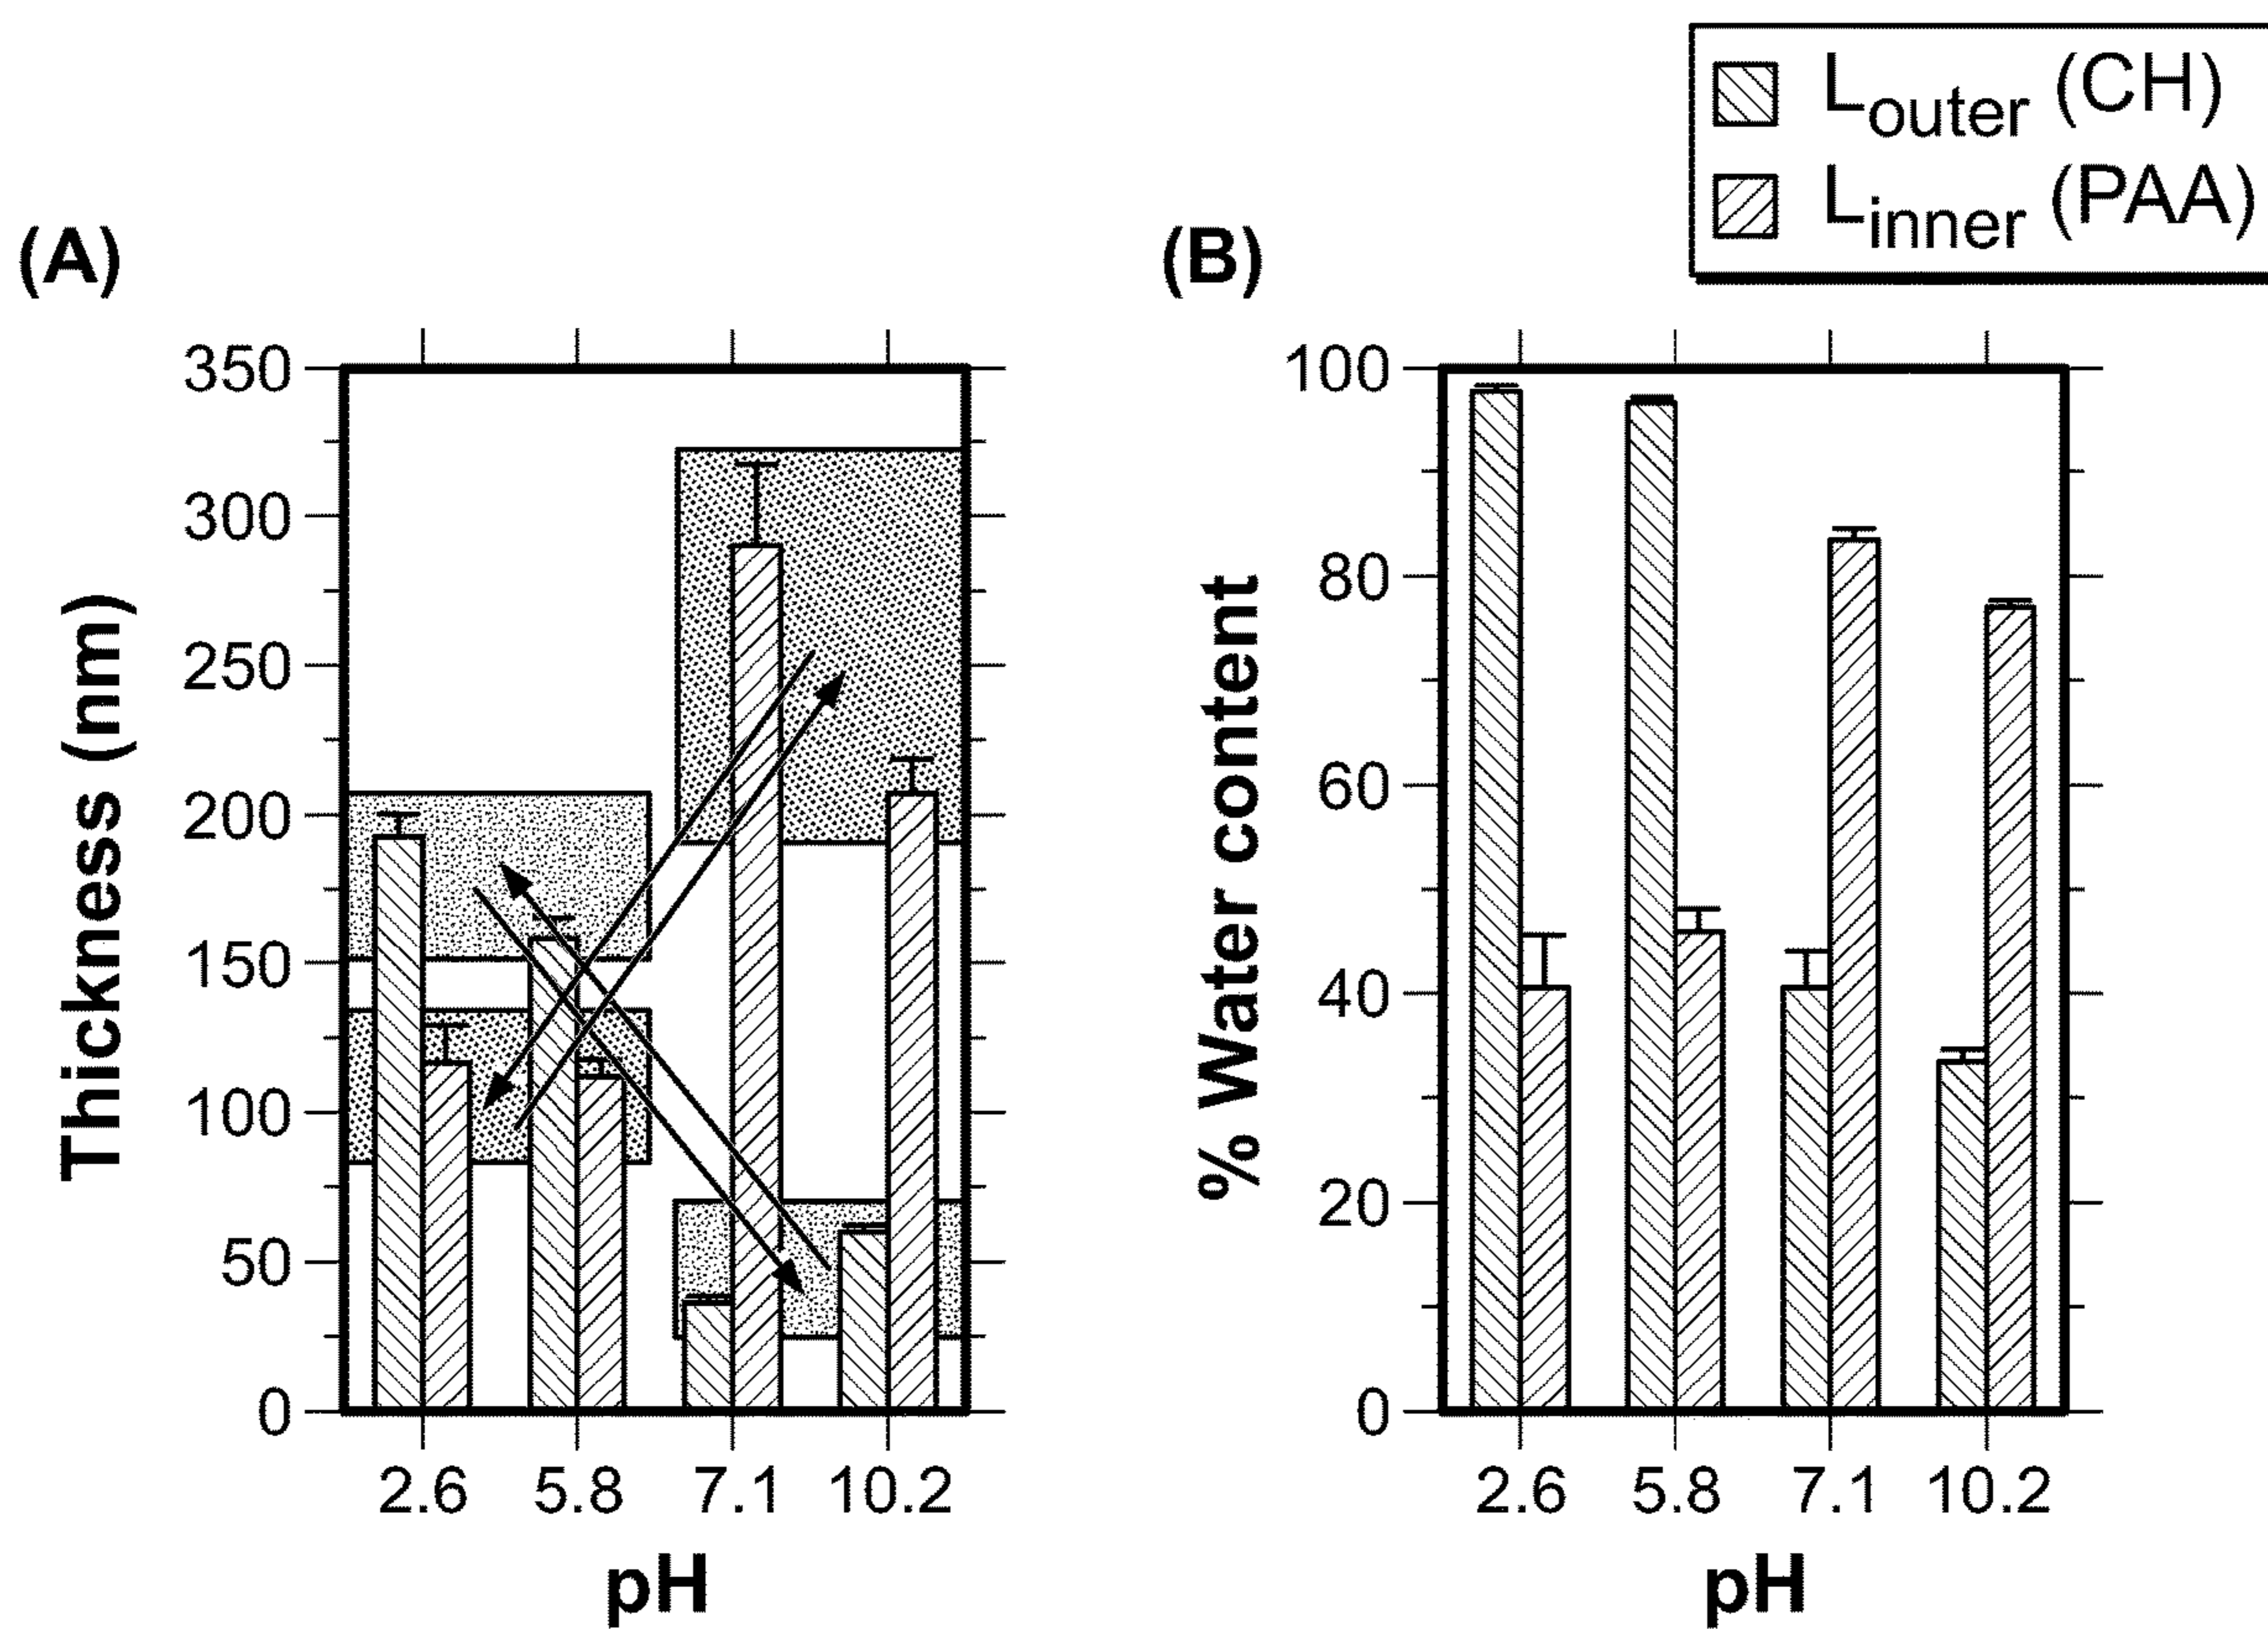 L_outer (CH)
L_inner (PAA)
(A)
(B)
Thickness (nm)
350
300
250
200
150
100
50
0
2.6 5.8 7.1 10.2
pH
% Water content
100
80
60
40
20
0
2.6 5.8 7.1 10.2
pH